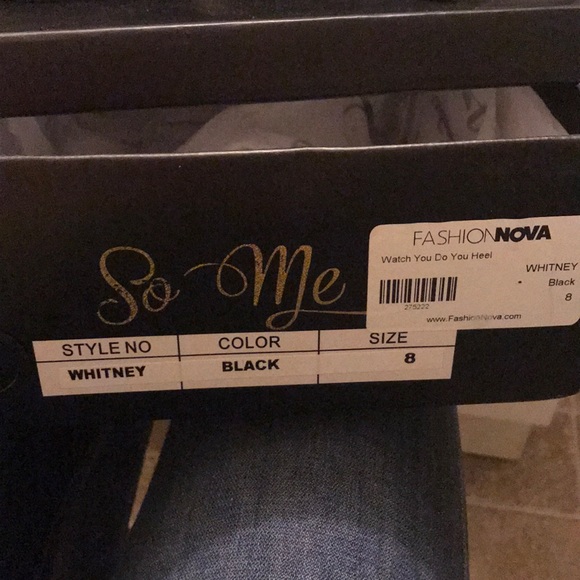 So Me
FASHIONNOVA
Watch You Do You Heel
WHITNEY
Black
8
www.FashionNova.com
STYLE NO COLOR SIZE
WHITNEY BLACK 8